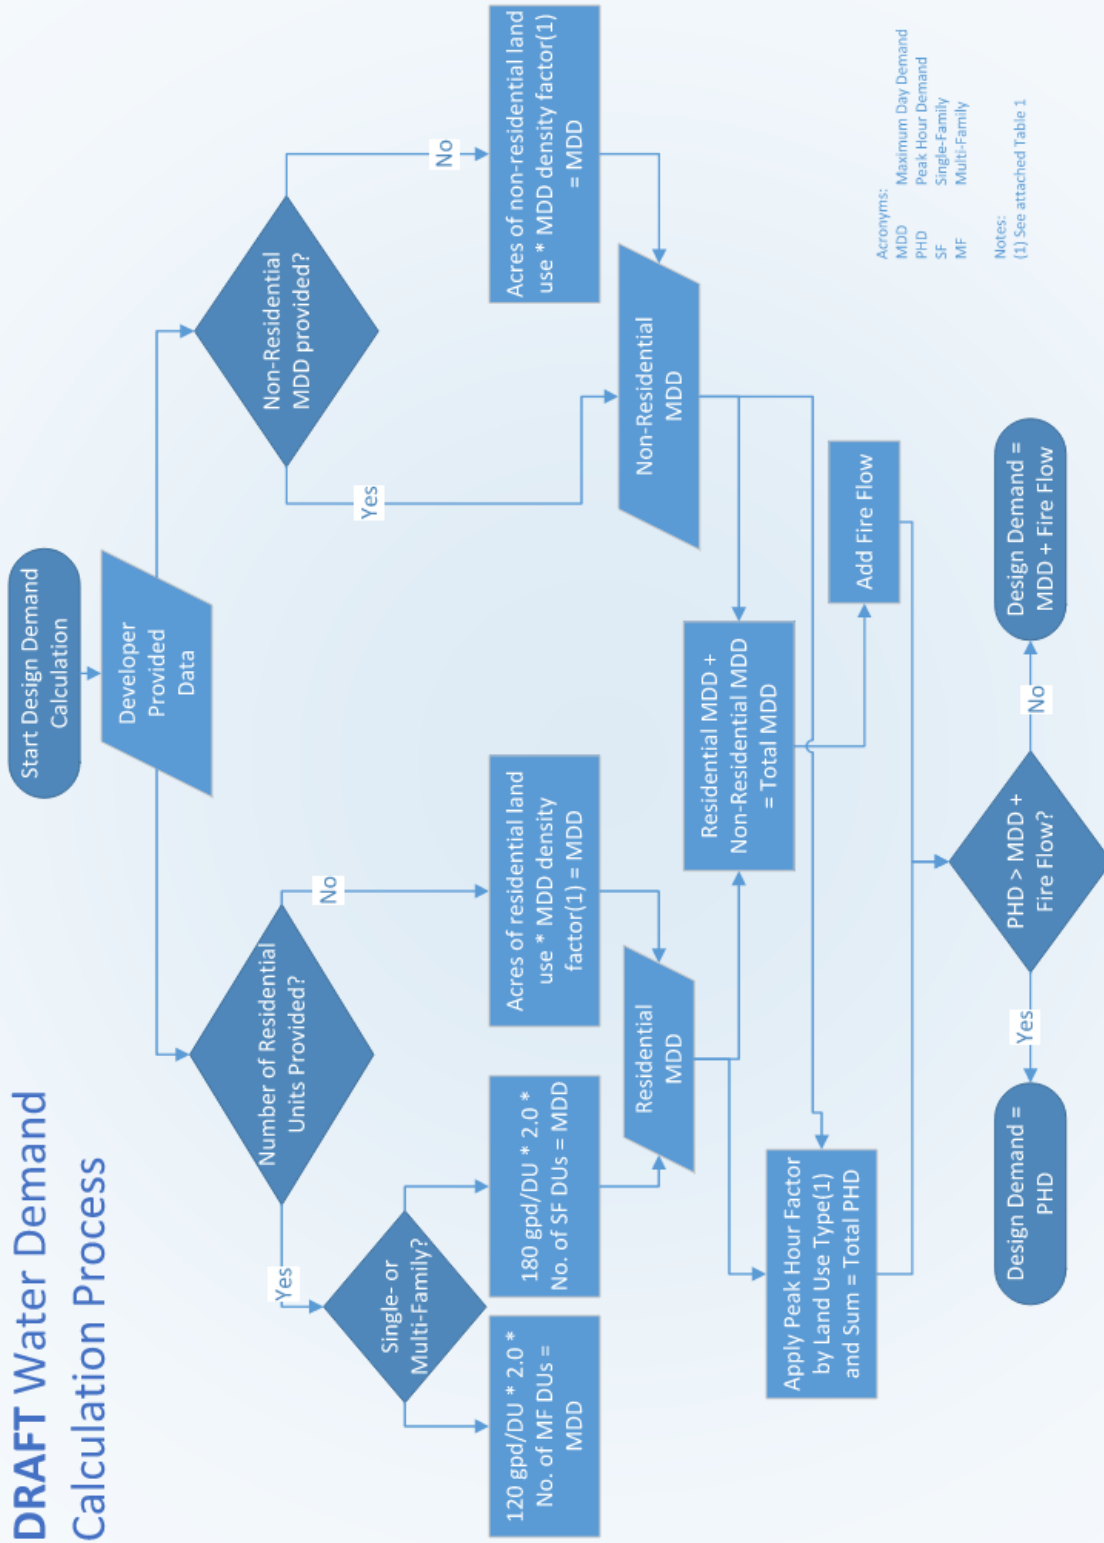 DRAFT Water Demand
Calculation Process
Start Design Demand
Calculation
Developer
Provided
Data
Number of Residential
Units Provided?
Non-Residential
MDD provided?
Yes
No
Yes
No
Single- or
Multi-Family?
120 gpd/DU * 2.0 *
No. of MF DUs =
MDD
180 gpd/DU * 2.0 *
No. of SF DUs = MDD
Acres of residential land
use * MDD density
factor(1) = MDD
Acres of non-residential land
use * MDD density factor(1)
= MDD
Residential
MDD
Non-Residential
MDD
Residential MDD +
Non-Residential MDD
= Total MDD
Apply Peak Hour Factor
by Land Use Type(1)
and Sum = Total PHD
Add Fire Flow
PHD > MDD +
Fire Flow?
Yes
No
Design Demand =
PHD
Design Demand =
MDD + Fire Flow
Acronyms:
MDD Maximum Day Demand
PHD Peak Hour Demand
SF Single-Family
MF Multi-Family
Notes:
(1) See attached Table 1